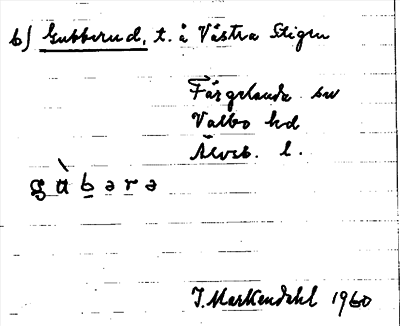 b) Gubberud, t. å Västra Stigen
Färgelanda sn
Valbo hd
Älvsb. l.
gùbərə
J. Markendahl 1960